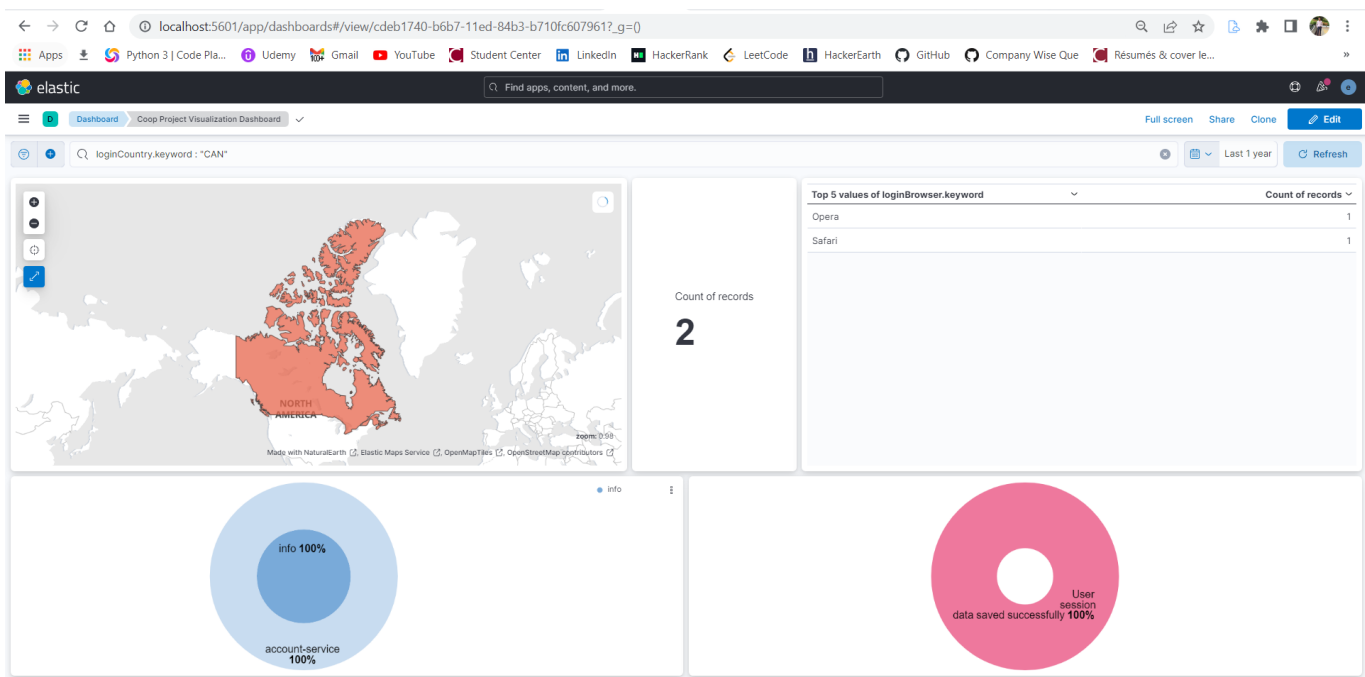 localhost:5601/app/dashboards#/view/cdeb1740-b6b7-11ed-84b3-b710fc607961?_g=()
Apps Python 3 | Code Pla... Udemy Gmail YouTube Student Center LinkedIn HackerRank LeetCode HackerEarth GitHub Company Wise Que Résumés & cover le... »
elastic Find apps, content, and more. e
D Dashboard Coop Project Visualization Dashboard Full screen Share Clone Edit
loginCountry.keyword : "CAN" Last 1 year Refresh
NORTH
AMERICA
zoom: 0.98
Made with NaturalEarth, Elastic Maps Service, OpenMapTiles, OpenStreetMap contributors
Count of records
2
Top 5 values of loginBrowser.keyword Count of records
Opera 1
Safari 1
info
info 100%
account-service
100%
User
session
data saved successfully 100%